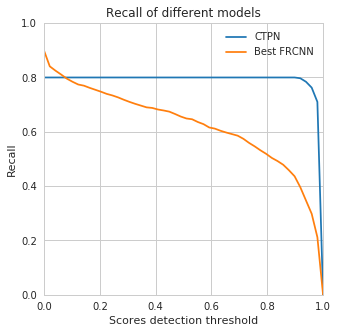 Recall of different models
CTPN
Best FRCNN
1.0
0.8
0.6
0.4
0.2
0.0
Recall
0.0 0.2 0.4 0.6 0.8 1.0
Scores detection threshold